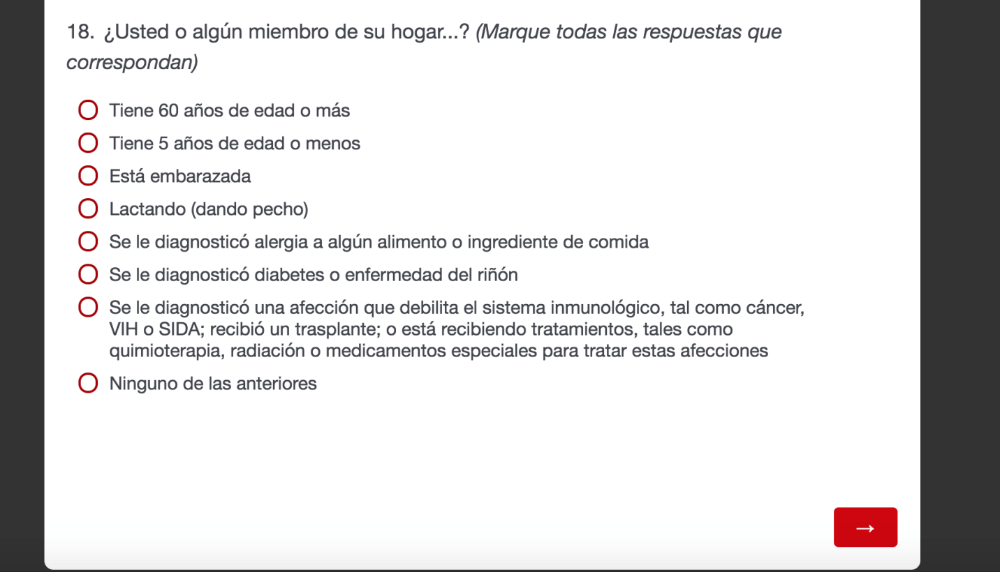 18. ¿Usted o algún miembro de su hogar...? (Marque todas las respuestas que
correspondan)
Tiene 60 años de edad o más
Tiene 5 años de edad o menos
Está embarazada
Lactando (dando pecho)
Se le diagnosticó alergia a algún alimento o ingrediente de comida
Se le diagnosticó diabetes o enfermedad del riñón
Se le diagnosticó una afección que debilita el sistema inmunológico, tal como cáncer,
VIH o SIDA; recibió un trasplante; o está recibiendo tratamientos, tales como
quimioterapia, radiación o medicamentos especiales para tratar estas afecciones
Ninguno de las anteriores
→